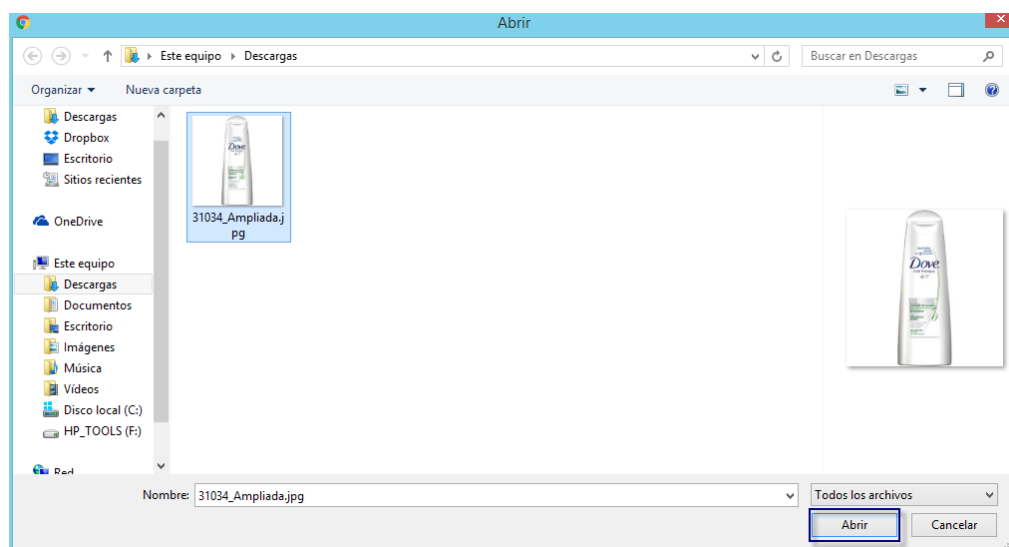 Abrir
Este equipo Descargas
Buscar en Descargas
Organizar Nueva carpeta
Descargas
Dropbox
Escritorio
Sitios recientes
OneDrive
Este equipo
Descargas
Documentos
Escritorio
Imágenes
Música
Vídeos
Disco local (C:)
HP_TOOLS (F:)
Red
Dove
31034_Ampliada.j
pg
Dove
Nombre: 31034_Ampliada.jpg
Todos los archivos
Abrir Cancelar